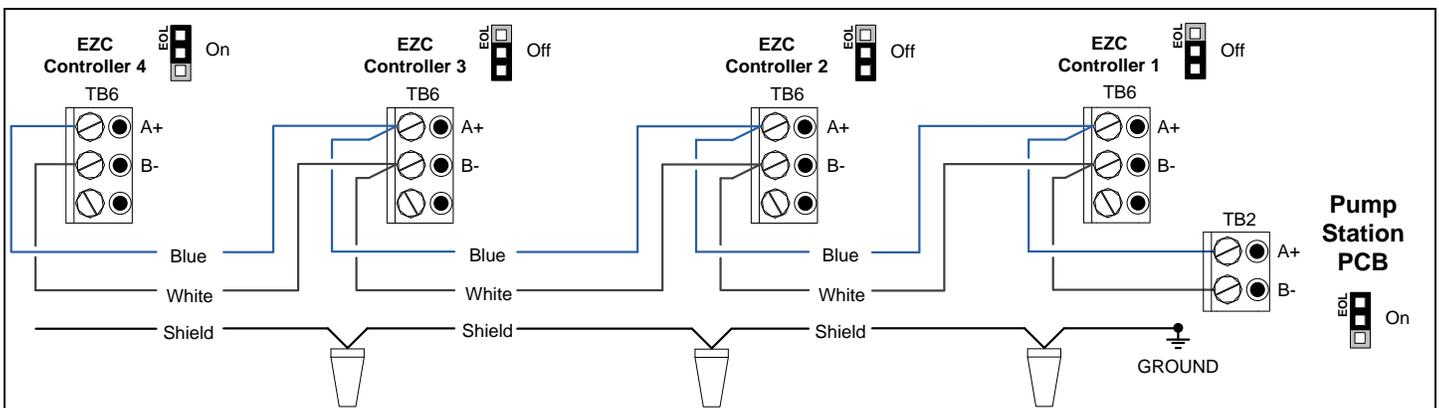 EZC
Controller 4
EOL
On
TB6
A+
B-
EZC
Controller 3
EOL
Off
TB6
A+
B-
EZC
Controller 2
EOL
Off
TB6
A+
B-
EZC
Controller 1
EOL
Off
TB6
A+
B-
Pump
Station
PCB
TB2
A+
B-
EOL
On
Blue
Blue
Blue
White
White
White
Shield
Shield
Shield
GROUND